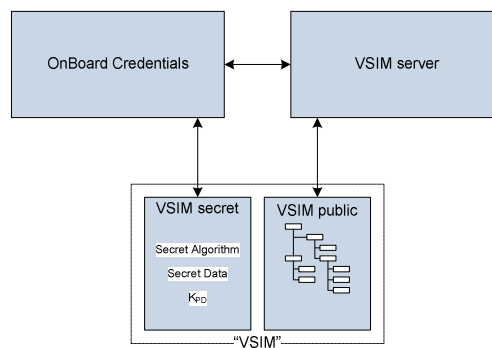 OnBoard Credentials
VSIM server
VSIM secret
Secret Algorithm
Secret Data
KPD
VSIM public
“VSIM”